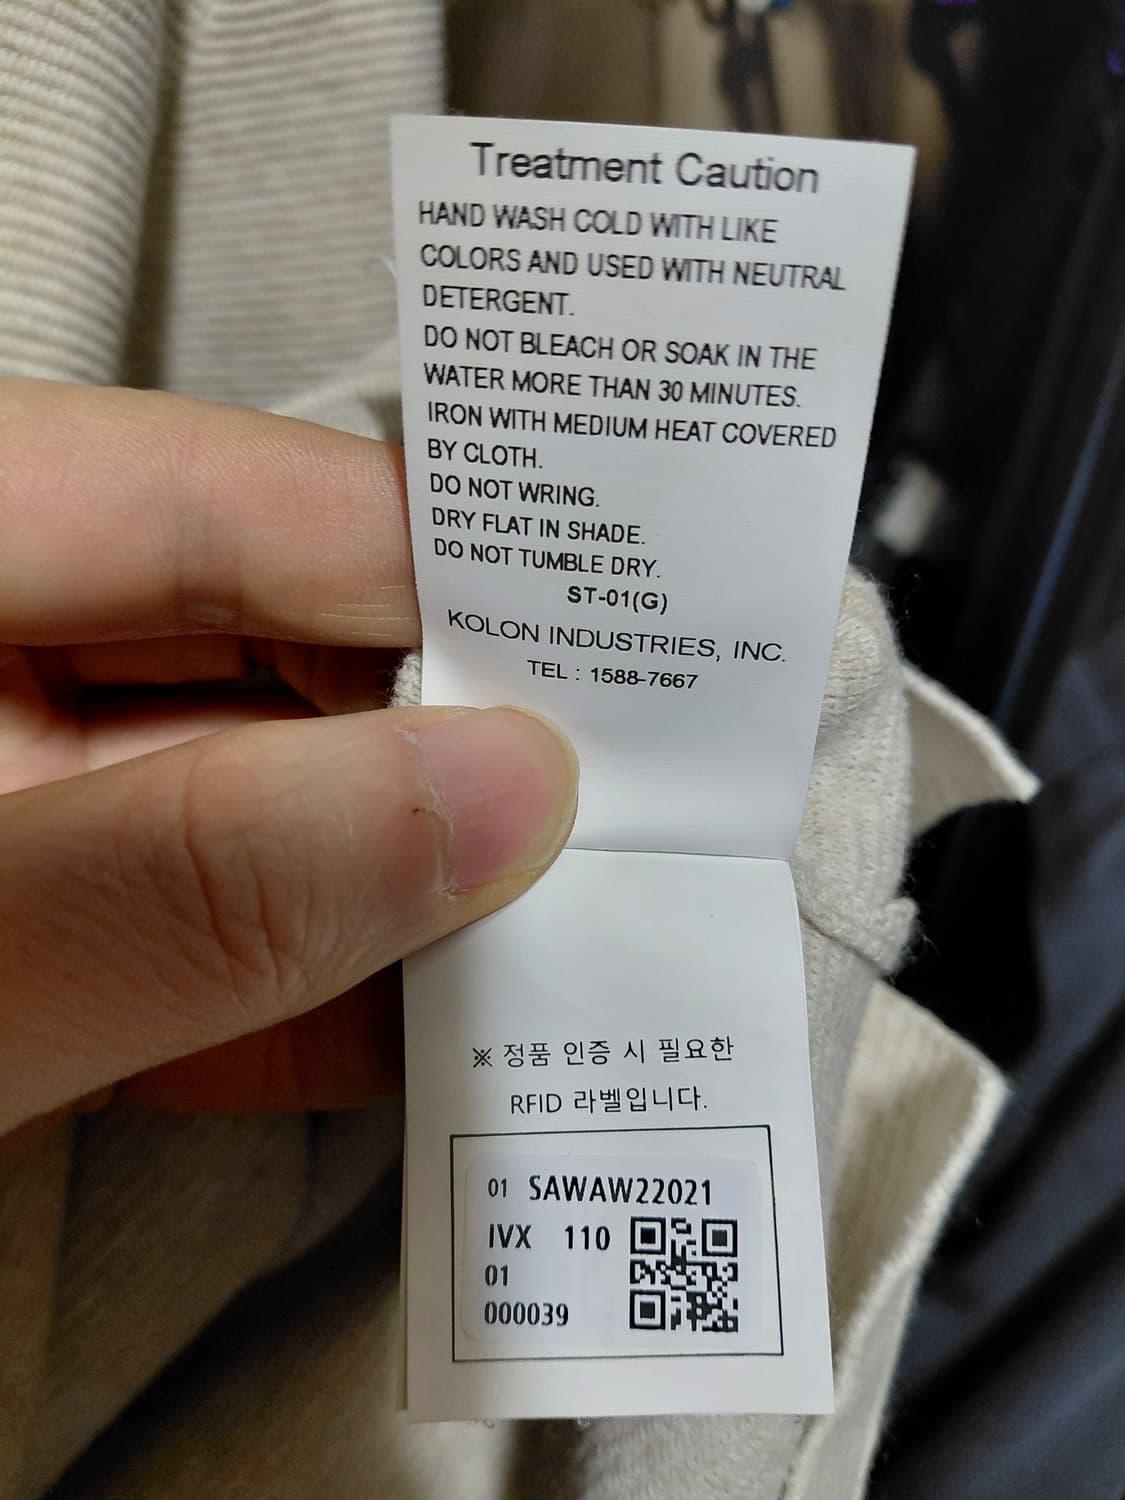 Treatment Caution
HAND WASH COLD WITH LIKE
COLORS AND USED WITH NEUTRAL
DETERGENT.
DO NOT BLEACH OR SOAK IN THE
WATER MORE THAN 30 MINUTES.
IRON WITH MEDIUM HEAT COVERED
BY CLOTH.
DO NOT WRING.
DRY FLAT IN SHADE.
DO NOT TUMBLE DRY.
ST-01(G)
KOLON INDUSTRIES, INC.
TEL : 1588-7667
※ 정품 인증 시 필요한
RFID 라벨입니다.
01 SAWAW22021
IVX 110
01
000039